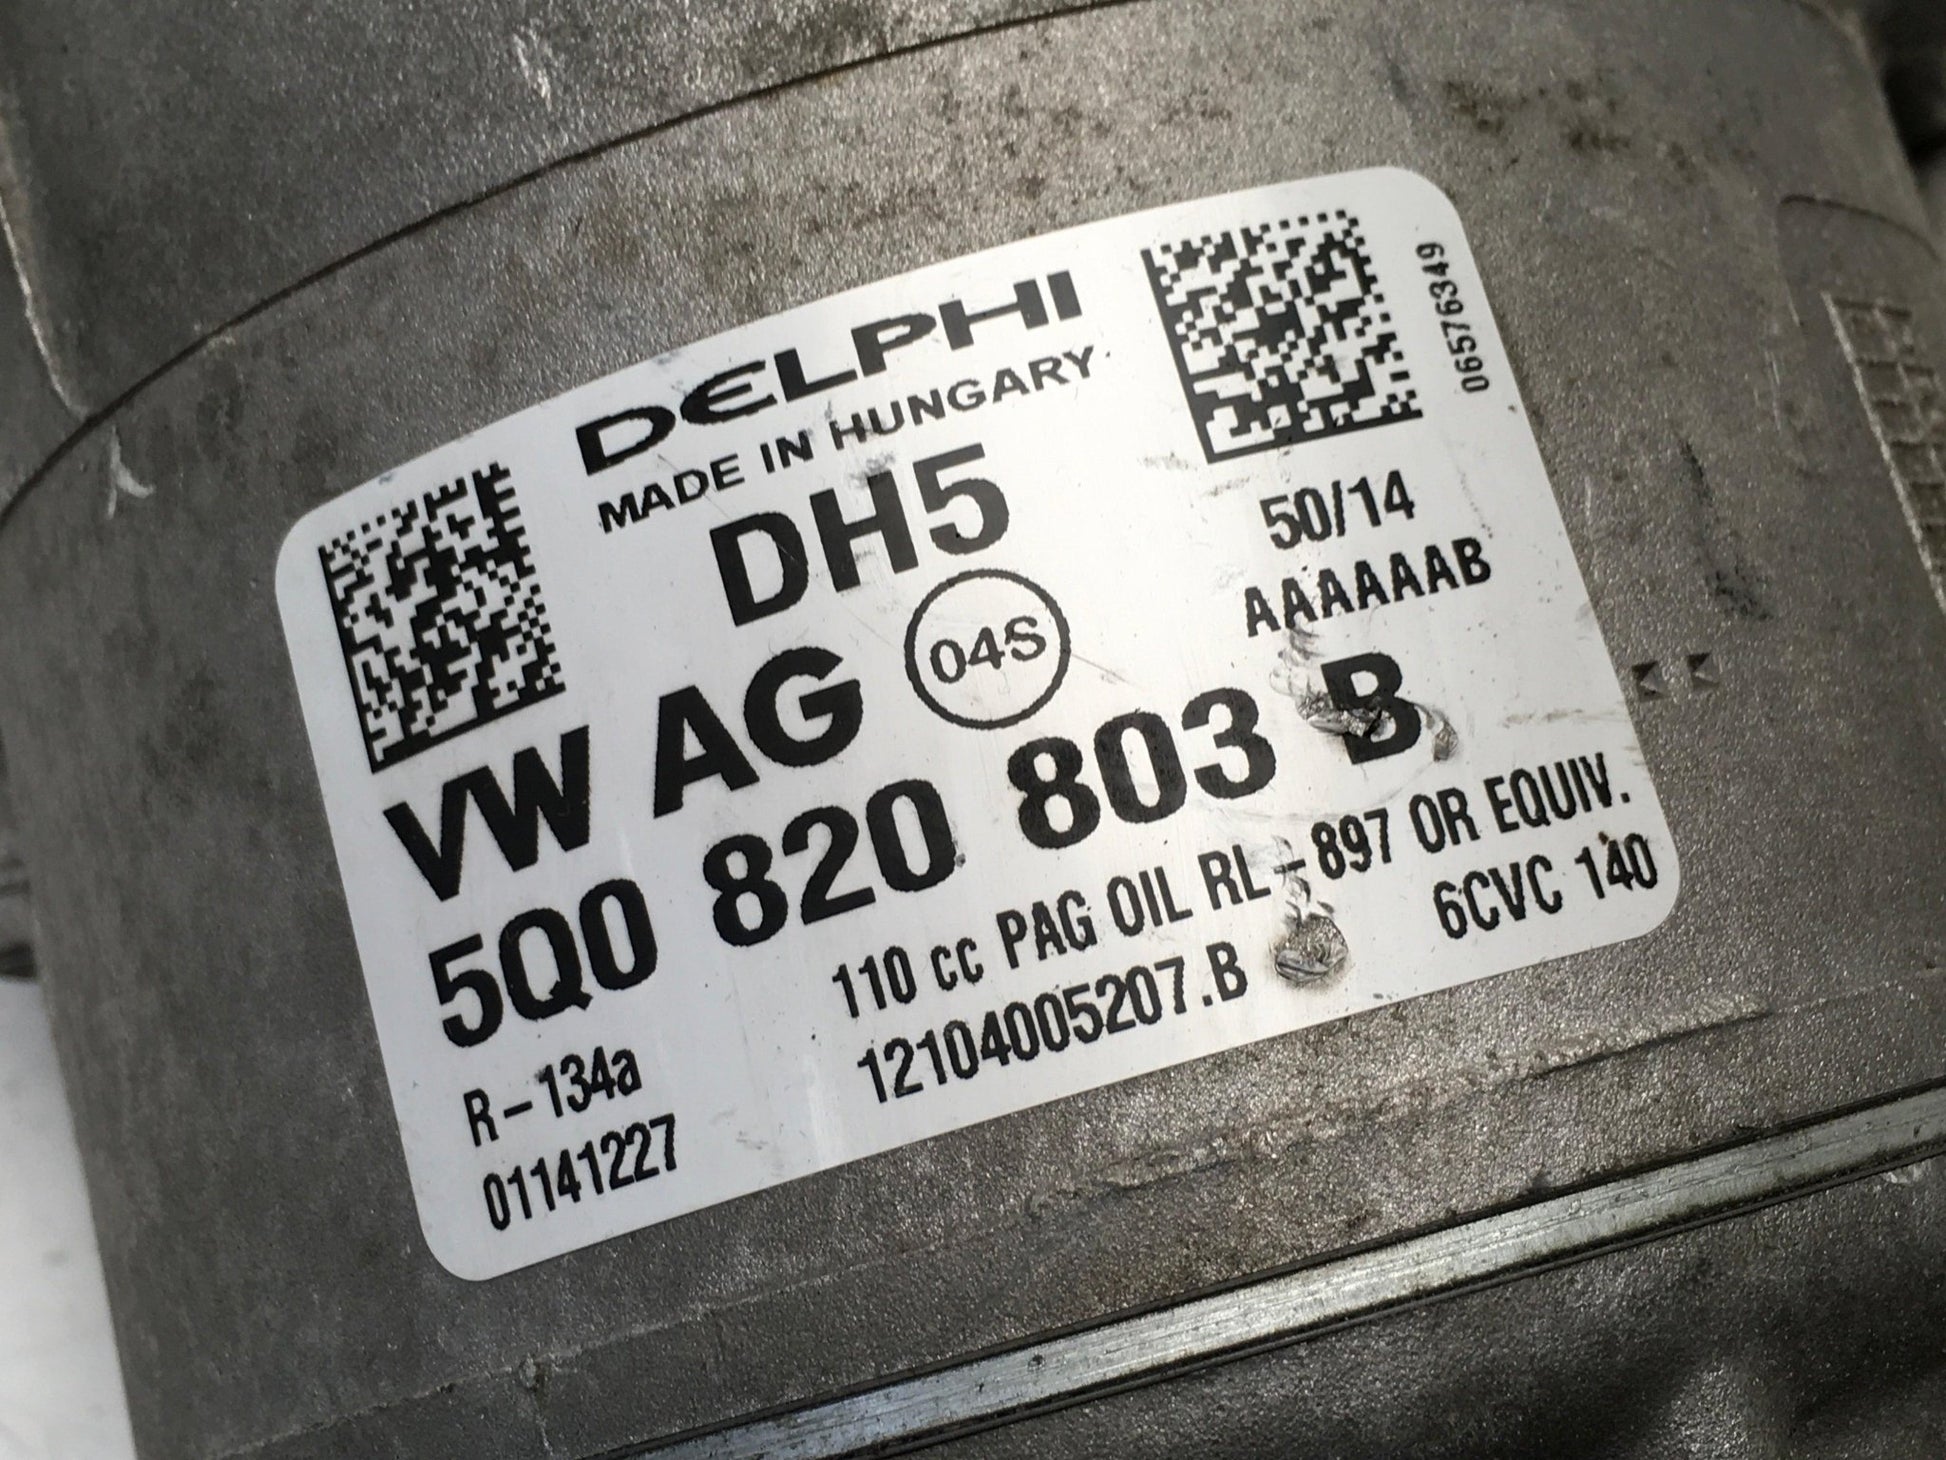 DELPHI
MADE IN HUNGARY
DH5
06576349
50/14
AAAAAAB
VW AG
04S
5Q0 820 803 B
110 cc PAG OIL RL-897 OR EQUIV.
R-134a
12104005207.B
6CVC 140
01141227